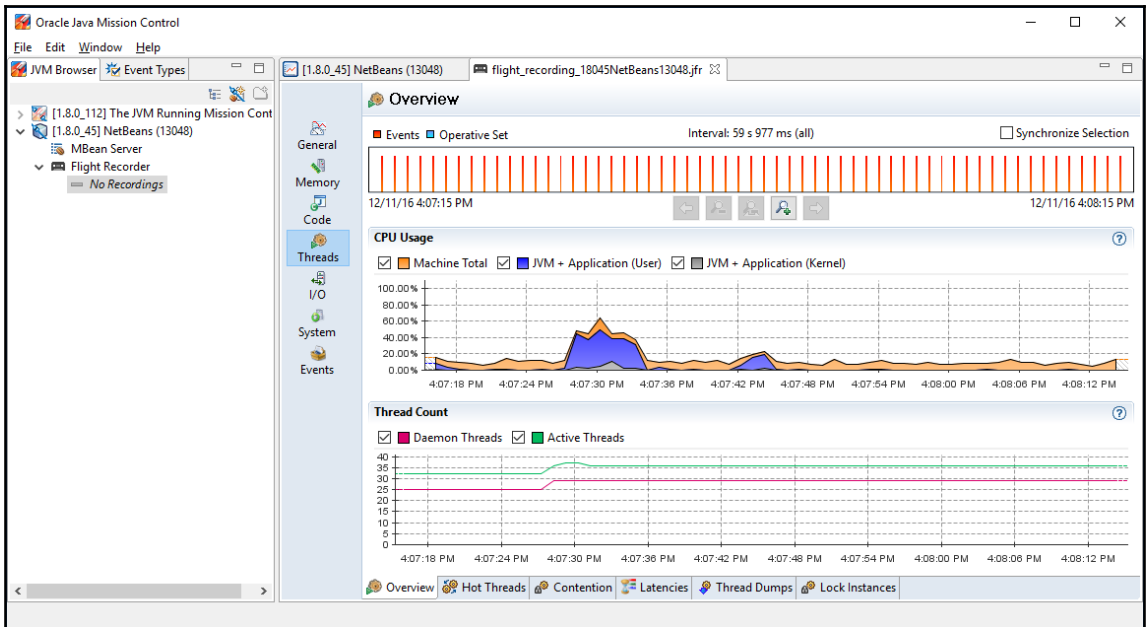 Oracle Java Mission Control
File Edit Window Help
JVM Browser Event Types
[1.8.0_112] The JVM Running Mission Cont
[1.8.0_45] NetBeans (13048)
MBean Server
Flight Recorder
No Recordings
[1.8.0_45] NetBeans (13048) flight_recording_18045NetBeans13048.jfr
General
Memory
Code
Threads
I/O
System
Events
Overview
Events Operative Set Interval: 59 s 977 ms (all) Synchronize Selection
12/11/16 4:07:15 PM 12/11/16 4:08:15 PM
CPU Usage
Machine Total JVM + Application (User) JVM + Application (Kernel)
100.00%
80.00%
60.00%
40.00%
20.00%
0.00%
4:07:18 PM 4:07:24 PM 4:07:30 PM 4:07:36 PM 4:07:42 PM 4:07:48 PM 4:07:54 PM 4:08:00 PM 4:08:06 PM 4:08:12 PM
Thread Count
Daemon Threads Active Threads
40
35
30
25
20
15
10
5
0
4:07:18 PM 4:07:24 PM 4:07:30 PM 4:07:36 PM 4:07:42 PM 4:07:48 PM 4:07:54 PM 4:08:00 PM 4:08:06 PM 4:08:12 PM
Overview Hot Threads Contention Latencies Thread Dumps Lock Instances